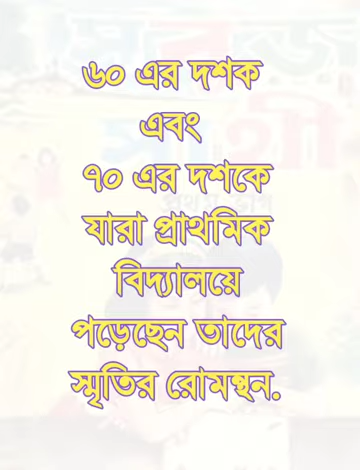 ৬০ এর দশক
এবং
৭০ এর দশকে
যারা প্রাথমিক
বিদ্যালয়ে
পড়েছেন তাদের
স্মৃতির রোমন্থন.